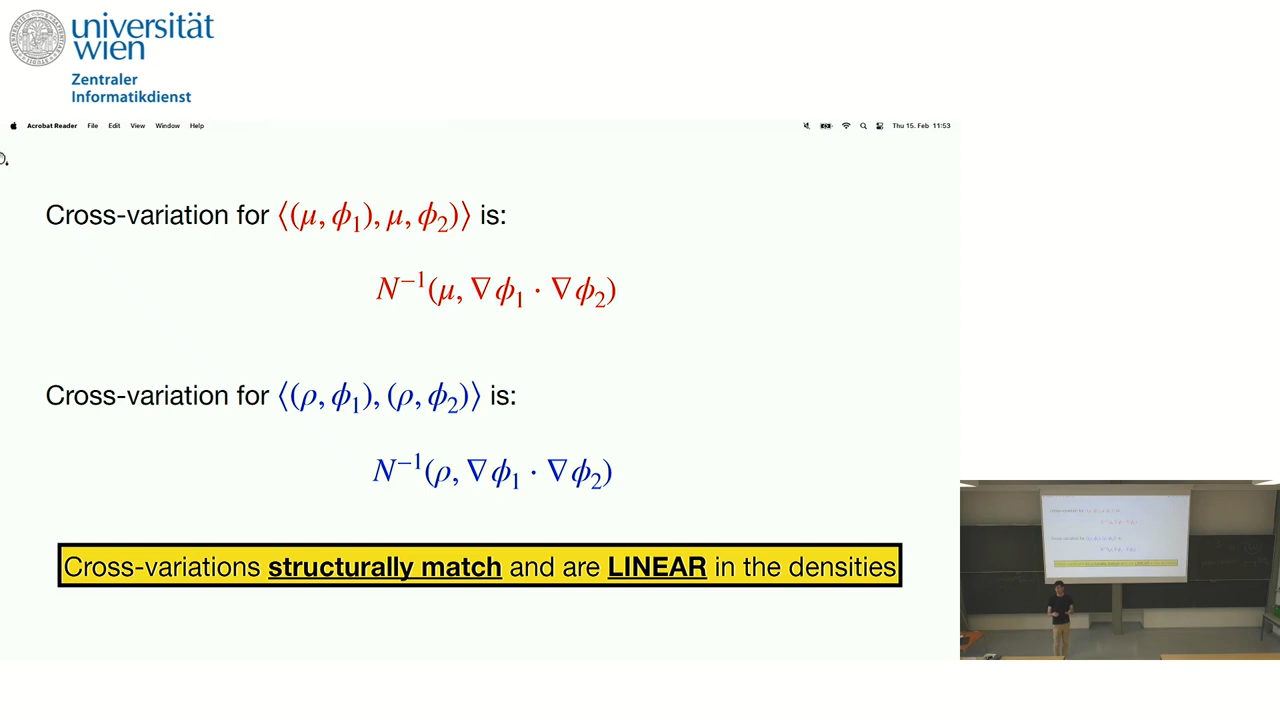 universität
wien
Zentraler
Informatikdienst
Acrobat Reader File Edit View Window Help Thu 15. Feb 11:53
Cross-variation for ⟨(μ, ϕ₁), μ, ϕ₂)⟩ is:
N⁻¹(μ, ∇ϕ₁ · ∇ϕ₂)
Cross-variation for ⟨(ρ, ϕ₁), (ρ, ϕ₂)⟩ is:
N⁻¹(ρ, ∇ϕ₁ · ∇ϕ₂)
Cross-variations structurally match and are LINEAR in the densities